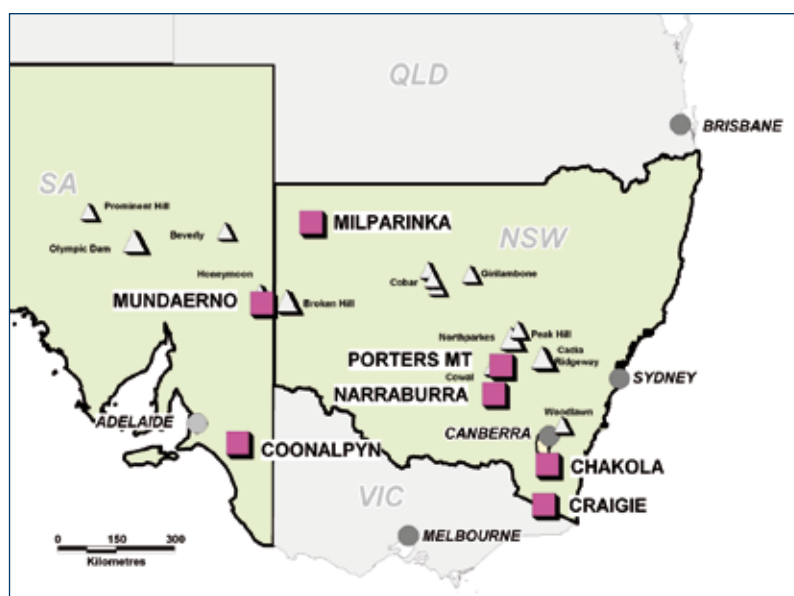 QLD
BRISBANE
SA
Prominent Hill
MILPARINKA
NSW
Beverly
Olympic Dam
Girilambone
Honeymoon
Cobar
MUNDAERNO
Broken Hill
Northparkes
Peak Hill
PORTERS MT
Cadia
Ridgeway
Cowal
SYDNEY
NARRABURRA
Woodlawn
ADELAIDE
CANBERRA
COONALPYN
CHAKOLA
VIC
CRAIGIE
MELBOURNE
0 150 300
Kilometres